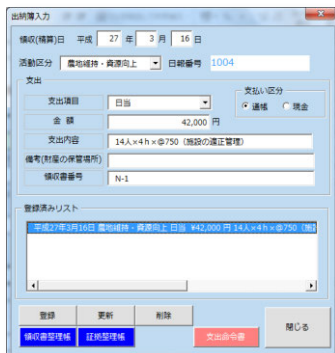 出納簿入力
領収(精算)日 平成 27 年 3 月 16 日
活動区分 農地維持・資源向上 日報番号 1004
支出
支払い区分
支出項目 日当
通帳 現金
金 額 42,000 円
支出内容 14人×4h×@750（施設の適正管理）
備考(財産の保管場所)
領収書番号 N-1
登録済みリスト
平成27年3月16日 農地維持・資源向上 日当 ¥42,000 円 14人×4h×@750（施設
登録 更新 削除
閉じる
領収書整理帳 証拠整理帳 支出命令書